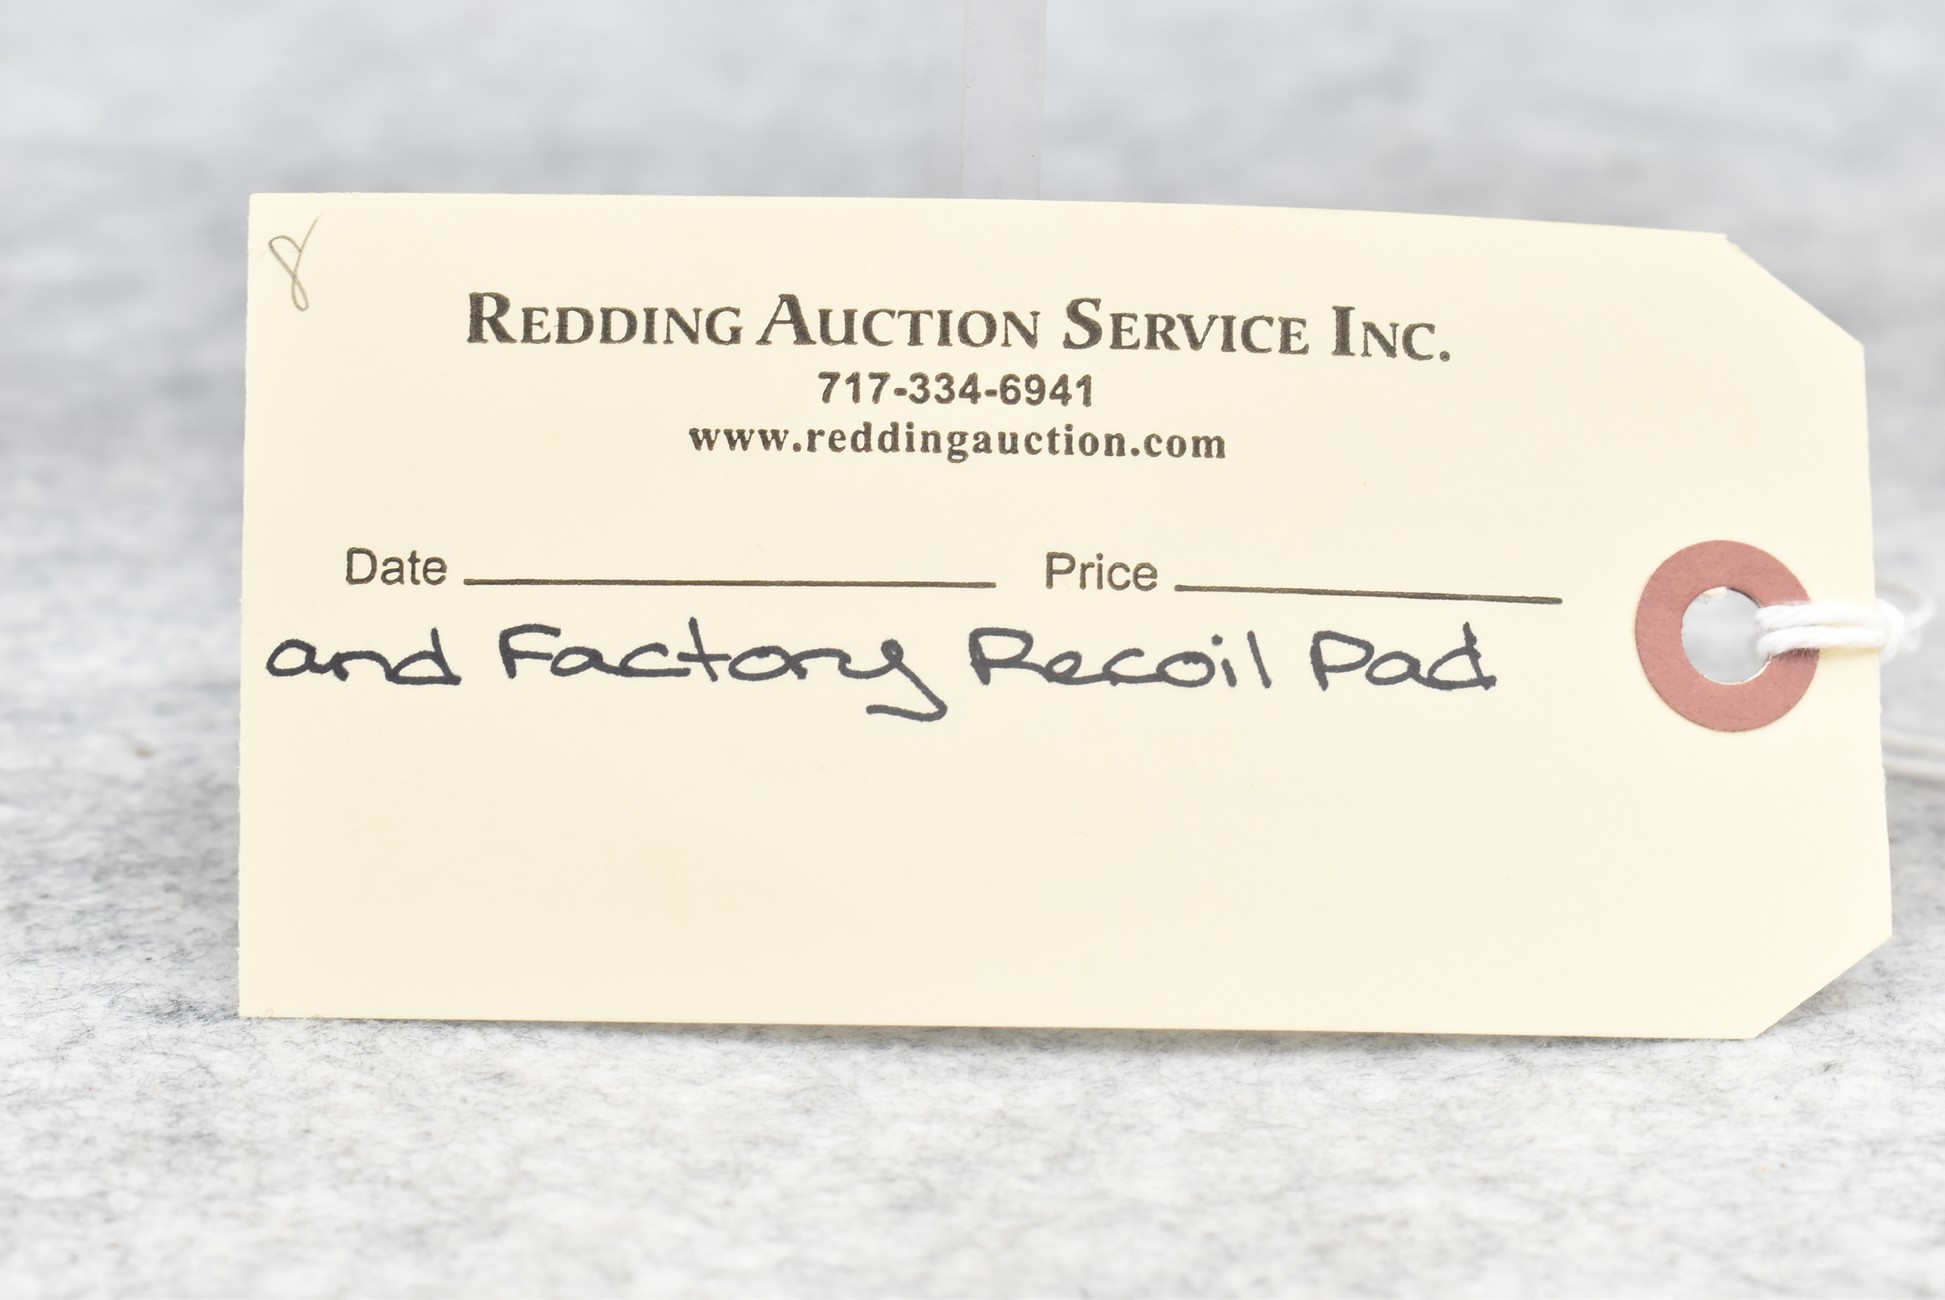 8
REDDING AUCTION SERVICE INC.
717-334-6941
www.reddingauction.com
Date Price
and Factory Recoil Pad